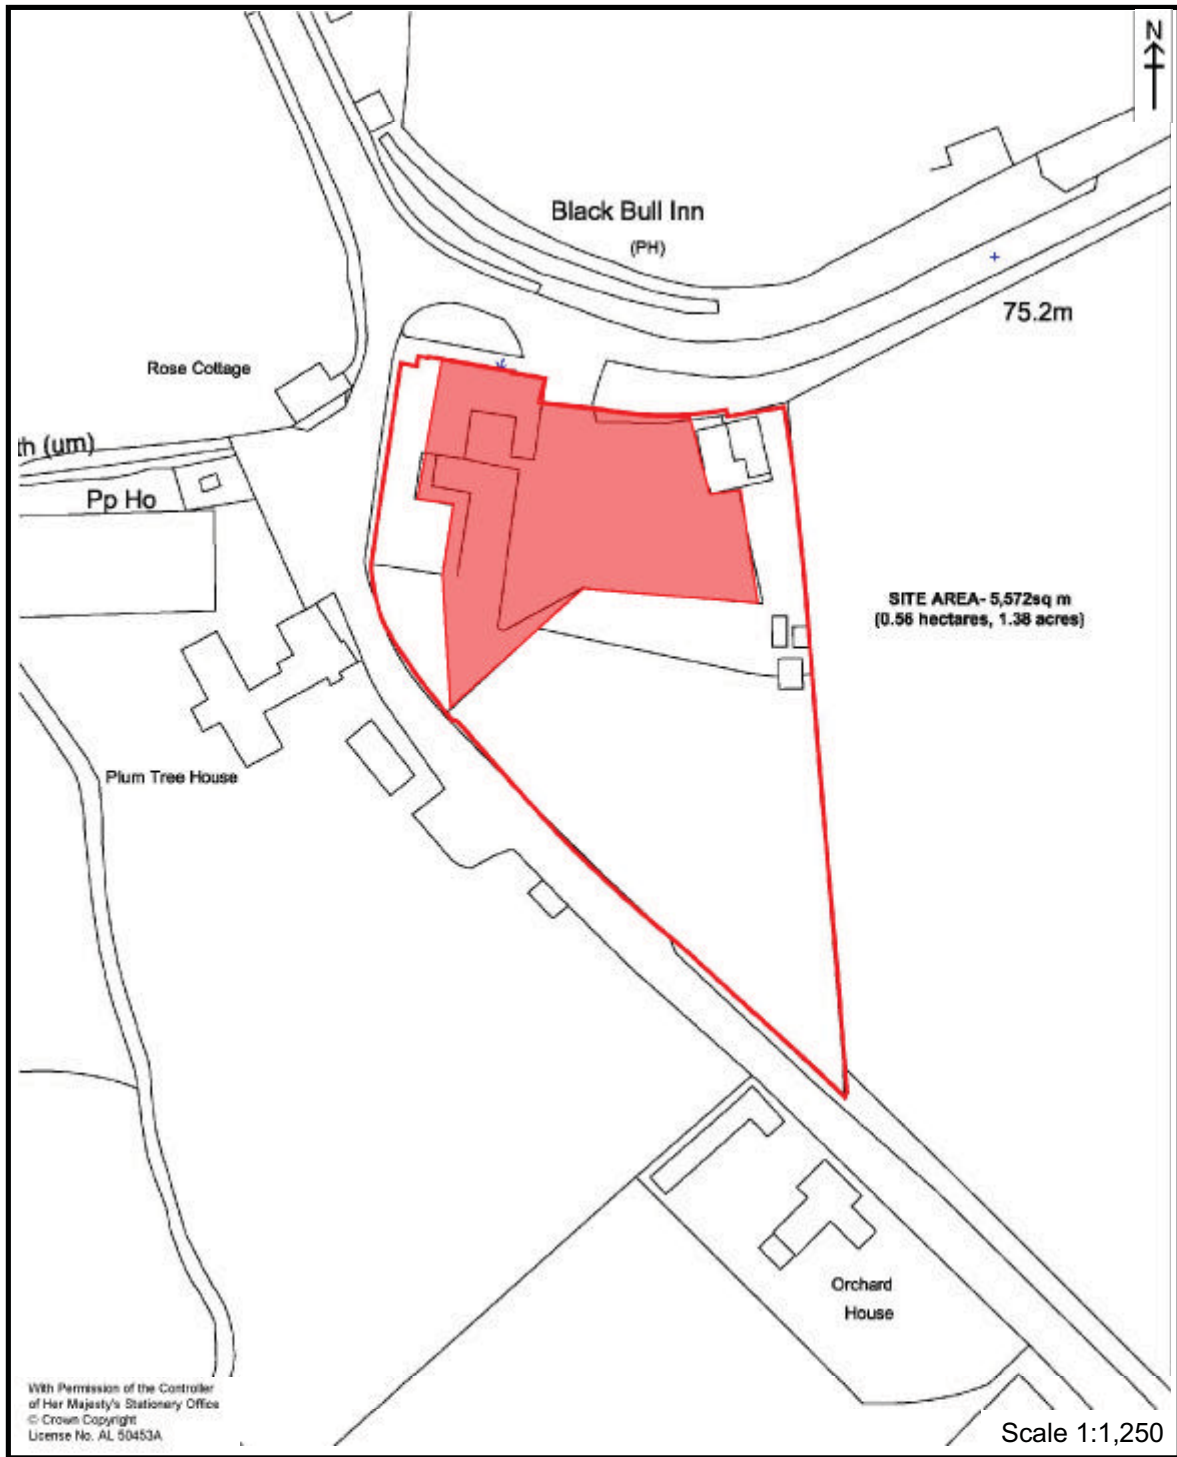 N
Black Bull Inn
(PH)
75.2m
Rose Cottage
th (um)
Pp Ho
SITE AREA- 5,572sq m
(0.56 hectares, 1.38 acres)
Plum Tree House
Orchard
House
With Permission of the Controller
of Her Majesty's Stationary Office
© Crown Copyright
License No. AL 50453A
Scale 1:1,250